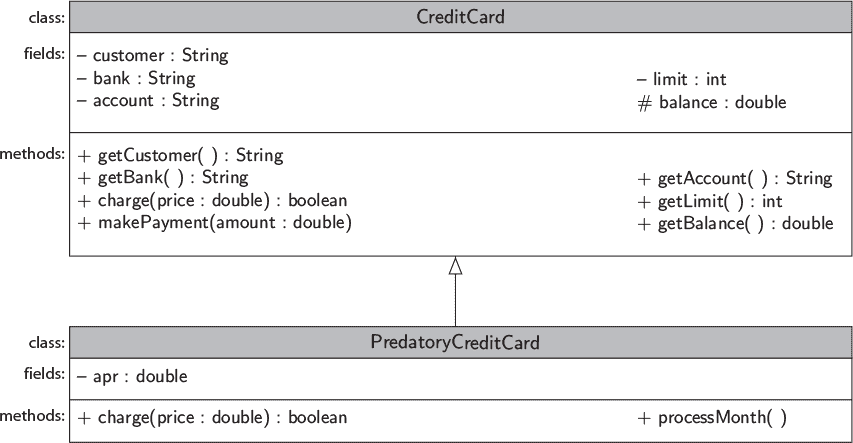 class: CreditCard
fields: – customer : String
– bank : String – limit : int
– account : String # balance : double
methods: + getCustomer( ) : String
+ getBank( ) : String + getAccount( ) : String
+ charge(price : double) : boolean + getLimit( ) : int
+ makePayment(amount : double) + getBalance( ) : double
class: PredatoryCreditCard
fields: – apr : double
methods: + charge(price : double) : boolean + processMonth( )